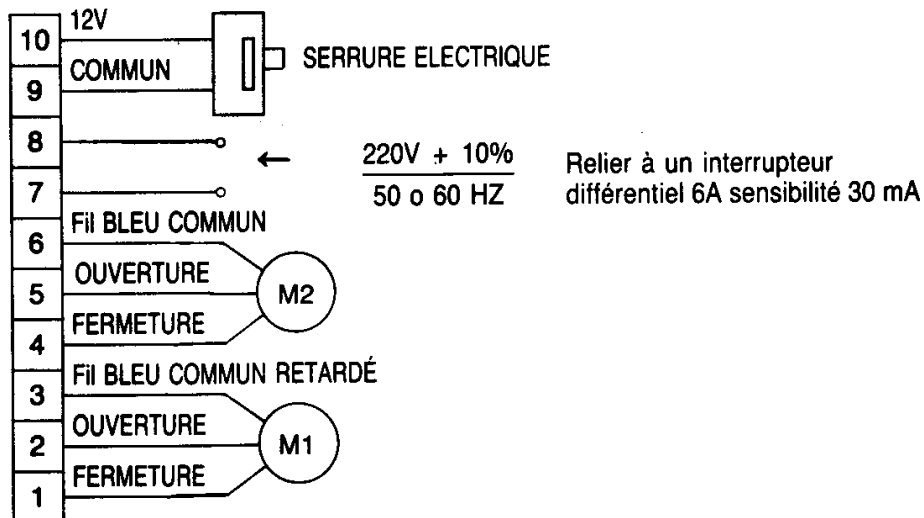 10 12V
SERRURE ELECTRIQUE
9 COMMUN
8
7
220V + 10%
50 o 60 HZ
Relier à un interrupteur
différentiel 6A sensibilité 30 mA
6 Fil BLEU COMMUN
5 OUVERTURE
M2
4 FERMETURE
3 Fil BLEU COMMUN RETARDÉ
2 OUVERTURE
M1
1 FERMETURE